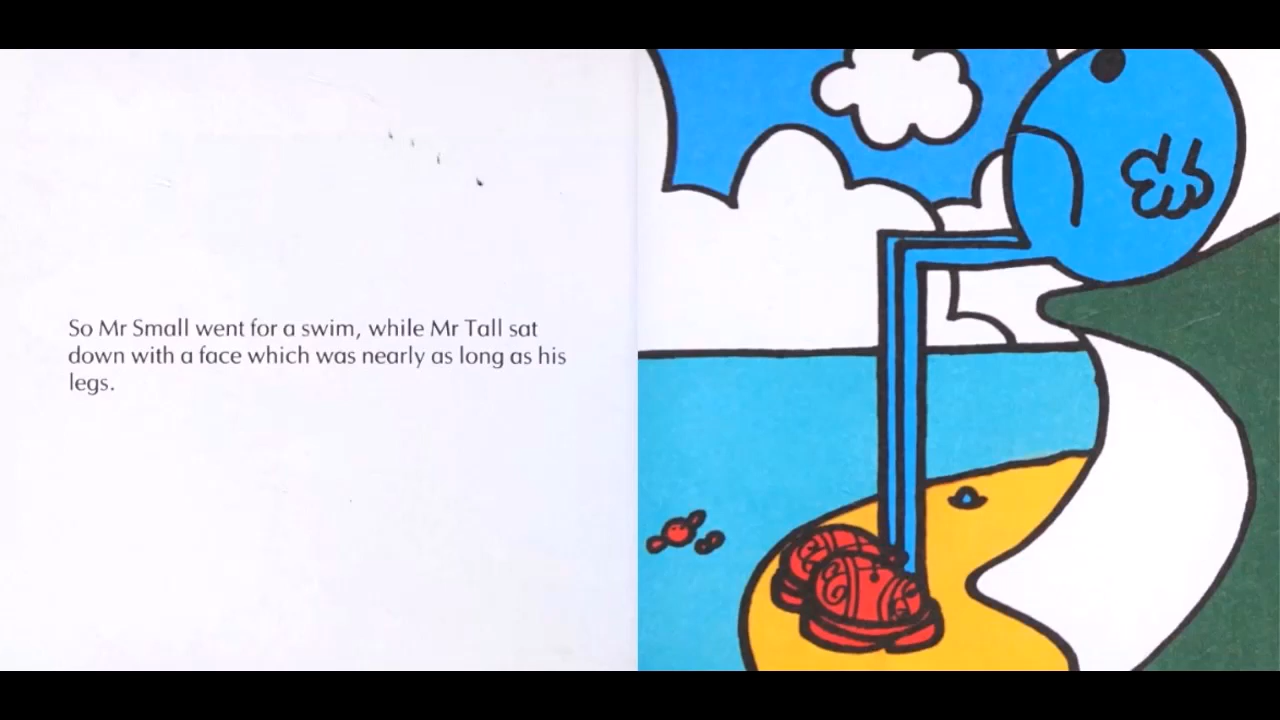 So Mr Small went for a swim, while Mr Tall sat
down with a face which was nearly as long as his
legs.